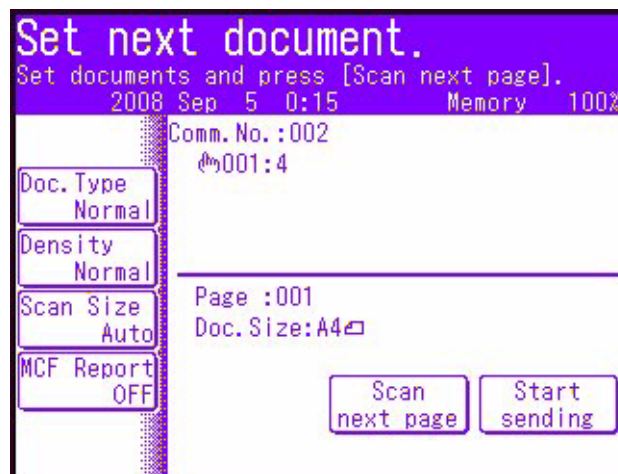 Set next document.
Set documents and press [Scan next page].
2008 Sep 5 0:15 Memory 100%
Comm.No.:002
001:4
Doc.Type
Normal
Density
Normal
Scan Size
Auto
MCF Report
OFF
Page :001
Doc.Size:A4
Scan
next page
Start
sending